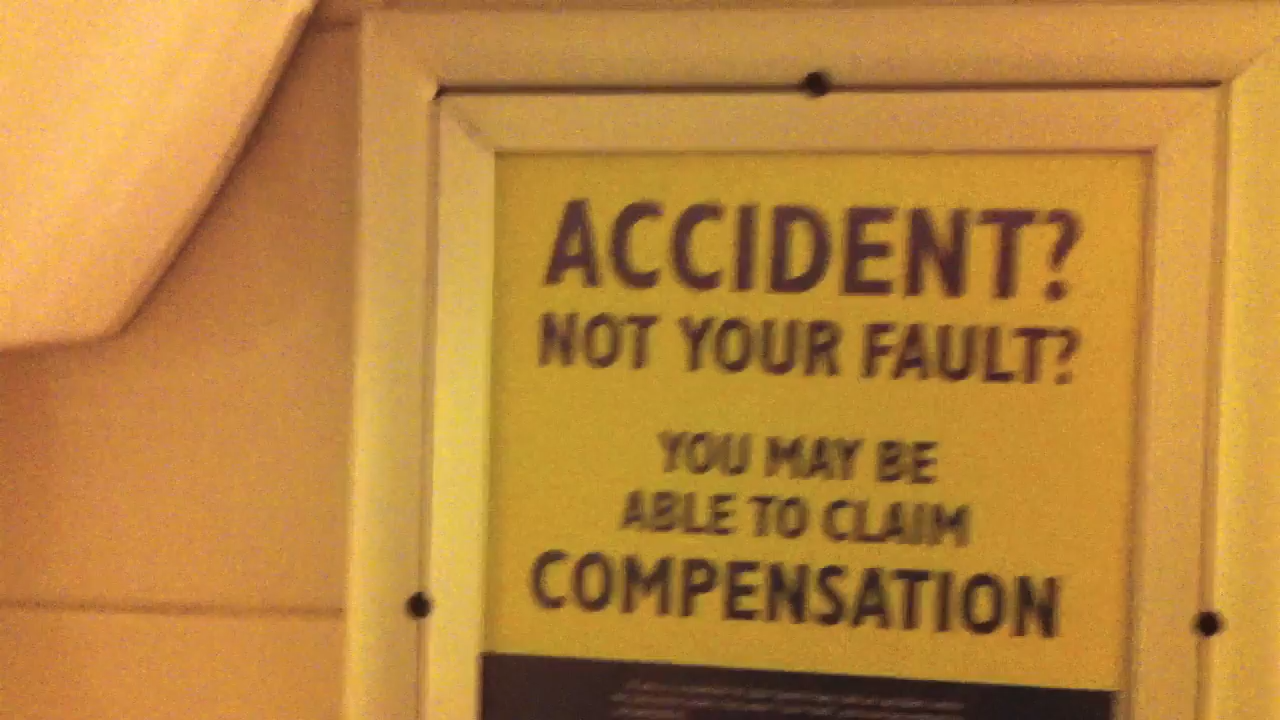 ACCIDENT?
NOT YOUR FAULT?
YOU MAY BE
ABLE TO CLAIM
COMPENSATION